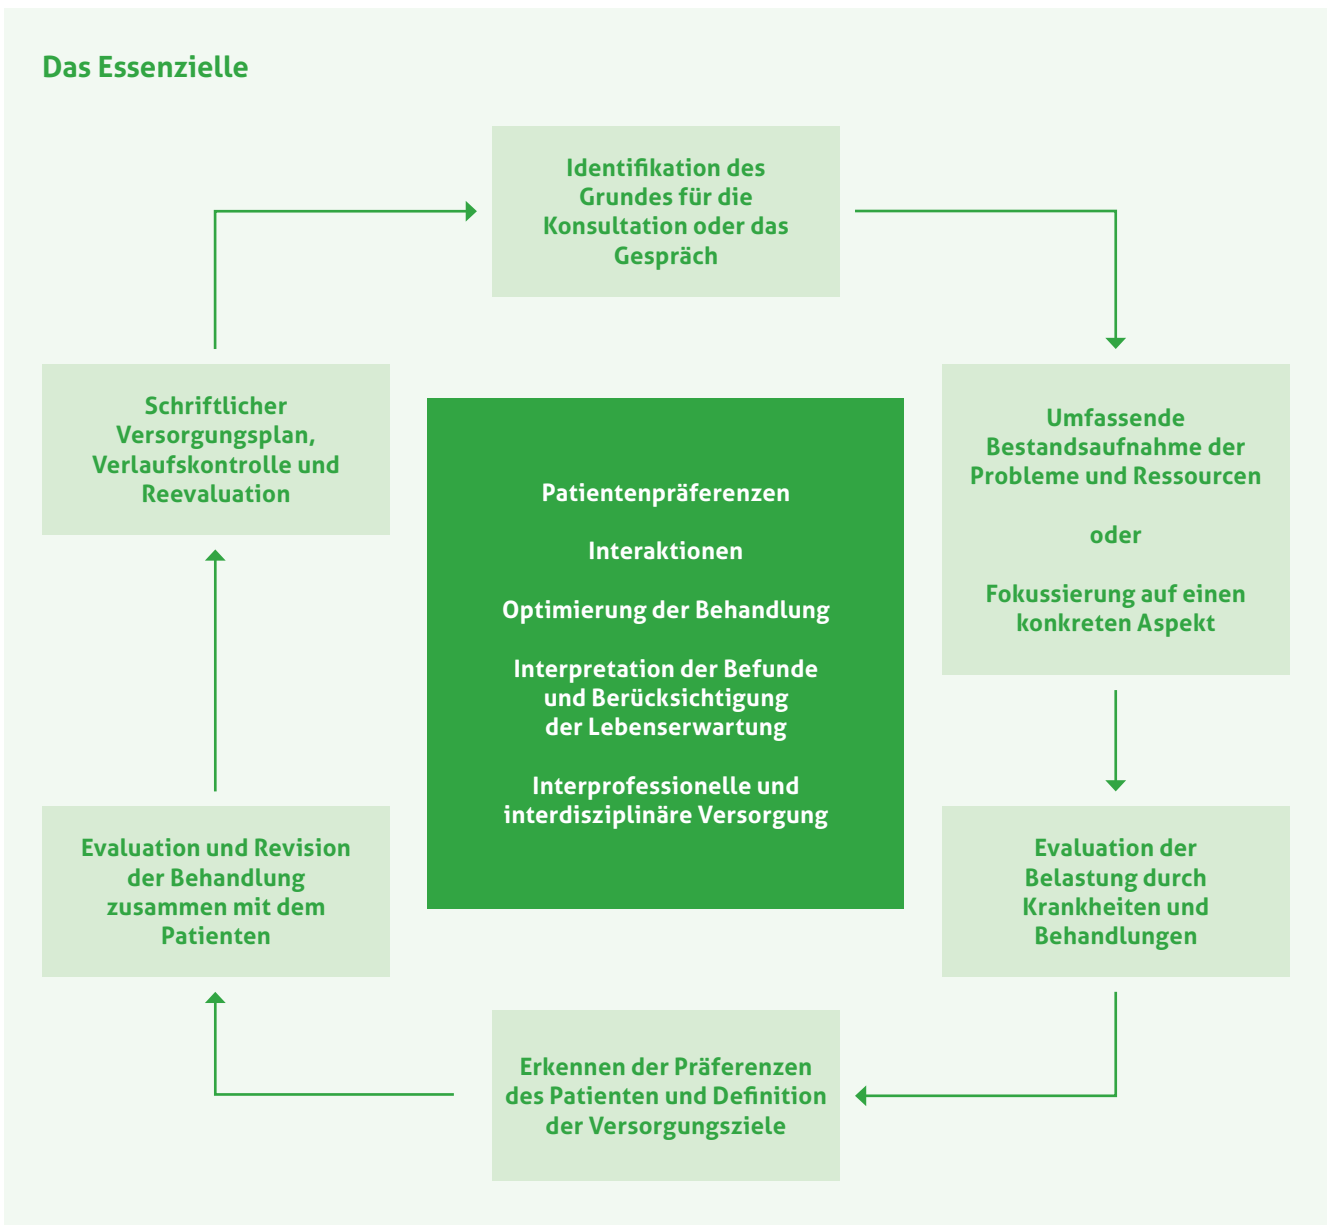 Das Essenzielle
Identifikation des
Grundes für die
Konsultation oder das
Gespräch
Umfassende
Bestandsaufnahme der
Probleme und Ressourcen
oder
Fokussierung auf einen
konkreten Aspekt
Evaluation der
Belastung durch
Krankheiten und
Behandlungen
Erkennen der Präferenzen
des Patienten und Definition
der Versorgungsziele
Evaluation und Revision
der Behandlung
zusammen mit dem
Patienten
Schriftlicher
Versorgungsplan,
Verlaufskontrolle und
Reevaluation
Patientenpräferenzen
Interaktionen
Optimierung der Behandlung
Interpretation der Befunde
und Berücksichtigung
der Lebenserwartung
Interprofessionelle und
interdisziplinäre Versorgung